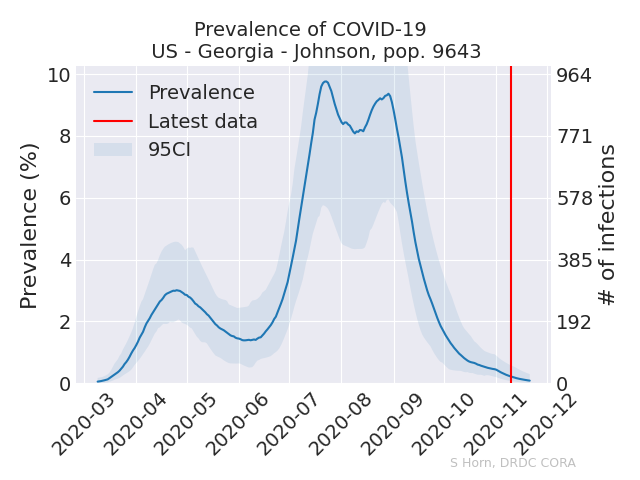 Prevalence of COVID-19
US - Georgia - Johnson, pop. 9643
Prevalence (%)
10
8
6
4
2
0
Prevalence
Latest data
95CI
964
771
578
385
192
0
# of infections
2020-03
2020-04
2020-05
2020-06
2020-07
2020-08
2020-09
2020-10
2020-11
2020-12
S Horn, DRDC CORA